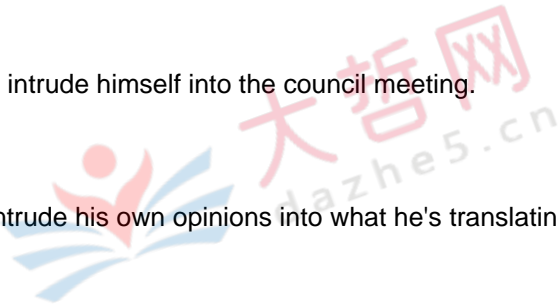 intrude himself into the council meeting.
大哲网
dazhe5.cn
ntrude his own opinions into what he's translatin